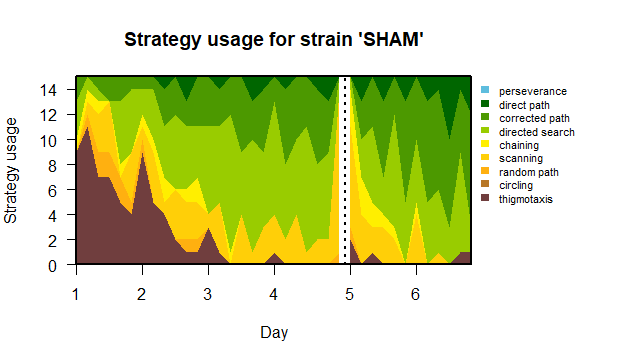 Strategy usage for strain 'SHAM'
Strategy usage
14
12
10
8
6
4
2
0
1
2
3
4
5
6
Day
perseverance
direct path
corrected path
directed search
chaining
scanning
random path
circling
thigmotaxis